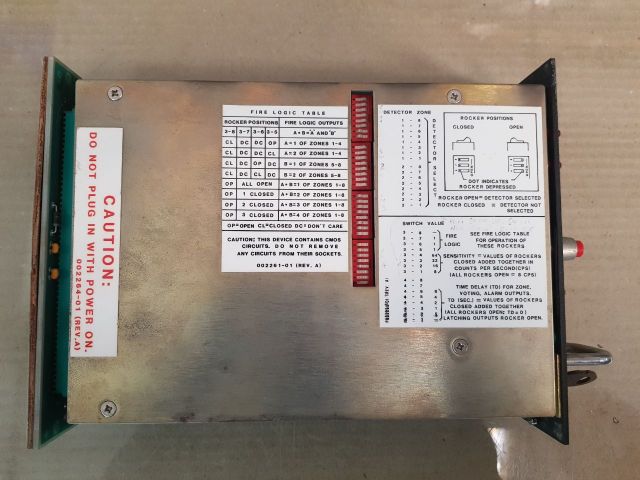 CAUTION:
DO NOT PLUG IN WITH POWER ON.
002264-01 (REV.A)
FIRE LOGIC TABLE
ROCKER POSITIONS FIRE LOGIC OUTPUTS
3-8 3-7 3-6 3-5 A+B="A" AND "B"
CL DC DC OP A=1 OF ZONES 1-4
CL DC DC CL A=2 OF ZONES 1-4
CL DC OP DC B=1 OF ZONES 5-8
CL DC CL DC B=2 OF ZONES 5-8
OP ALL OPEN A+B=1 OF ZONES 1-8
OP 1 CLOSED A+B=2 OF ZONES 1-8
OP 2 CLOSED A+B=3 OF ZONES 1-8
OP 3 CLOSED A+B=4 OF ZONES 1-8
OP=OPEN CL=CLOSED DC=DON'T CARE
CAUTION; THIS DEVICE CONTAINS CMOS
CIRCUITS. DO NOT REMOVE
ANY CIRCUITS FROM THEIR SOCKETS.
002261-01 (REV. A)
DETECTOR ZONE
DETECTOR SELECT
ROCKER POSITIONS
CLOSED OPEN
DOT INDICATES
ROCKER DEPRESSED
ROCKER OPEN= DETECTOR SELECTED
ROCKER CLOSED = DETECTOR NOT
SELECTED
SWITCH VALUE
FIRE
LOGIC
SEE FIRE LOGIC TABLE
FOR OPERATION OF
THESE ROCKERS
SENSITIVITY = VALUES OF ROCKERS
CLOSED ADDED TOGETHER IN
COUNTS PER SECOND(CPS)
(ALL ROCKERS OPEN = 8 CPS)
TIME DELAY (TD) FOR ZONE,
VOTING, ALARM OUTPUTS.
TD (SEC.) = VALUES OF ROCKERS
CLOSED ADDED TOGETHER
(ALL ROCKERS OPEN: TD=0)
LATCHING OUTPUTS ROCKER OPEN.